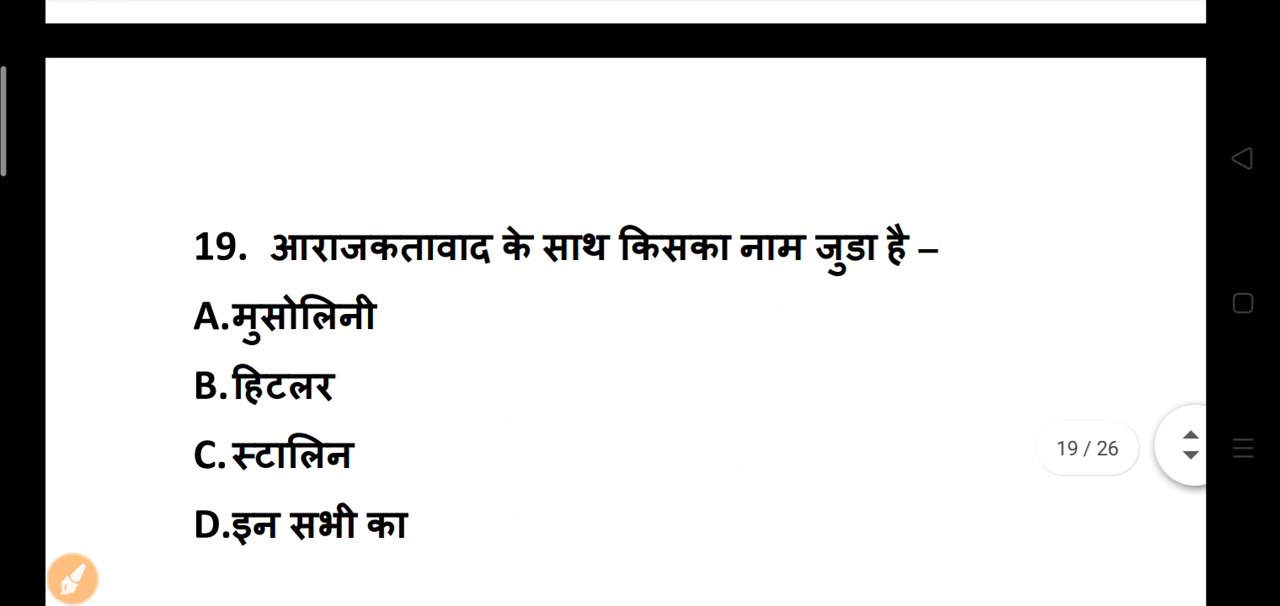 19. आराजकतावाद के साथ किसका नाम जुडा है –
A.मुसोलिनी
B.हिटलर
C.स्टालिन
19 / 26
D.इन सभी का